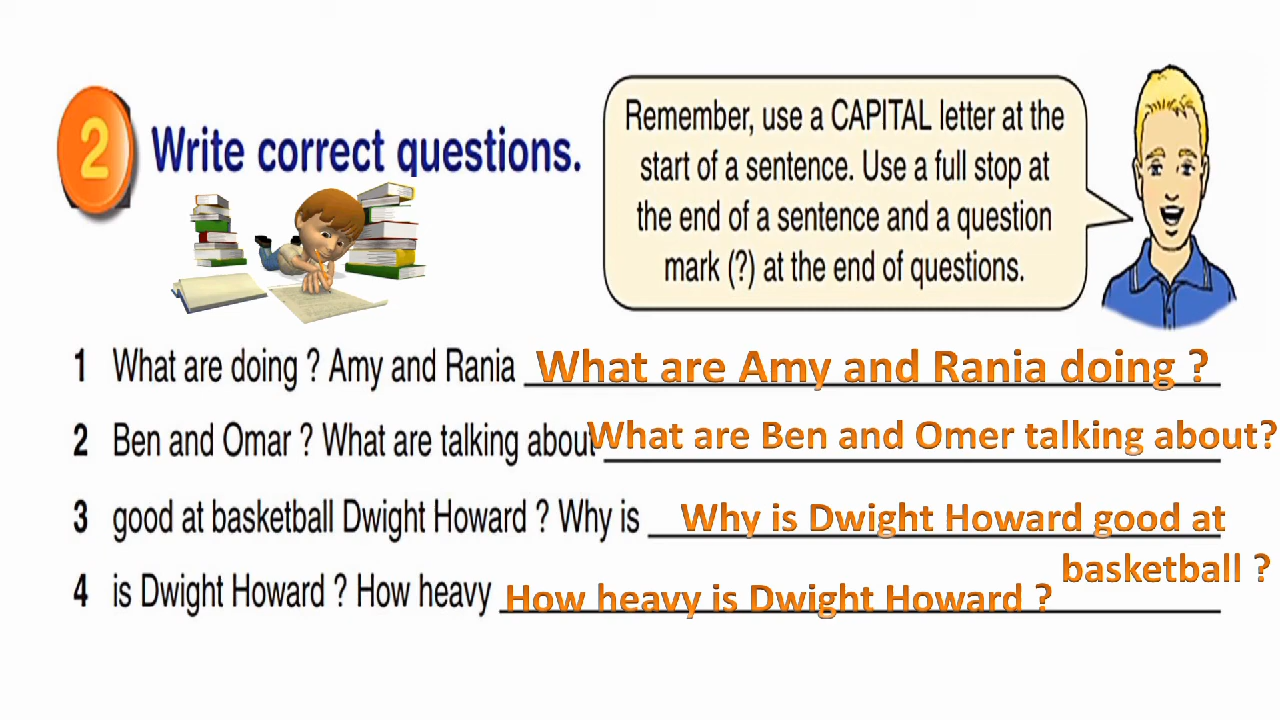 2 Write correct questions.
Remember, use a CAPITAL letter at the
start of a sentence. Use a full stop at
the end of a sentence and a question
mark (?) at the end of questions.
1 What are doing ? Amy and Rania What are Amy and Rania doing ?
2 Ben and Omar ? What are talking about What are Ben and Omer talking about?
3 good at basketball Dwight Howard ? Why is Why is Dwight Howard good at
basketball ?
4 is Dwight Howard ? How heavy How heavy is Dwight Howard ?